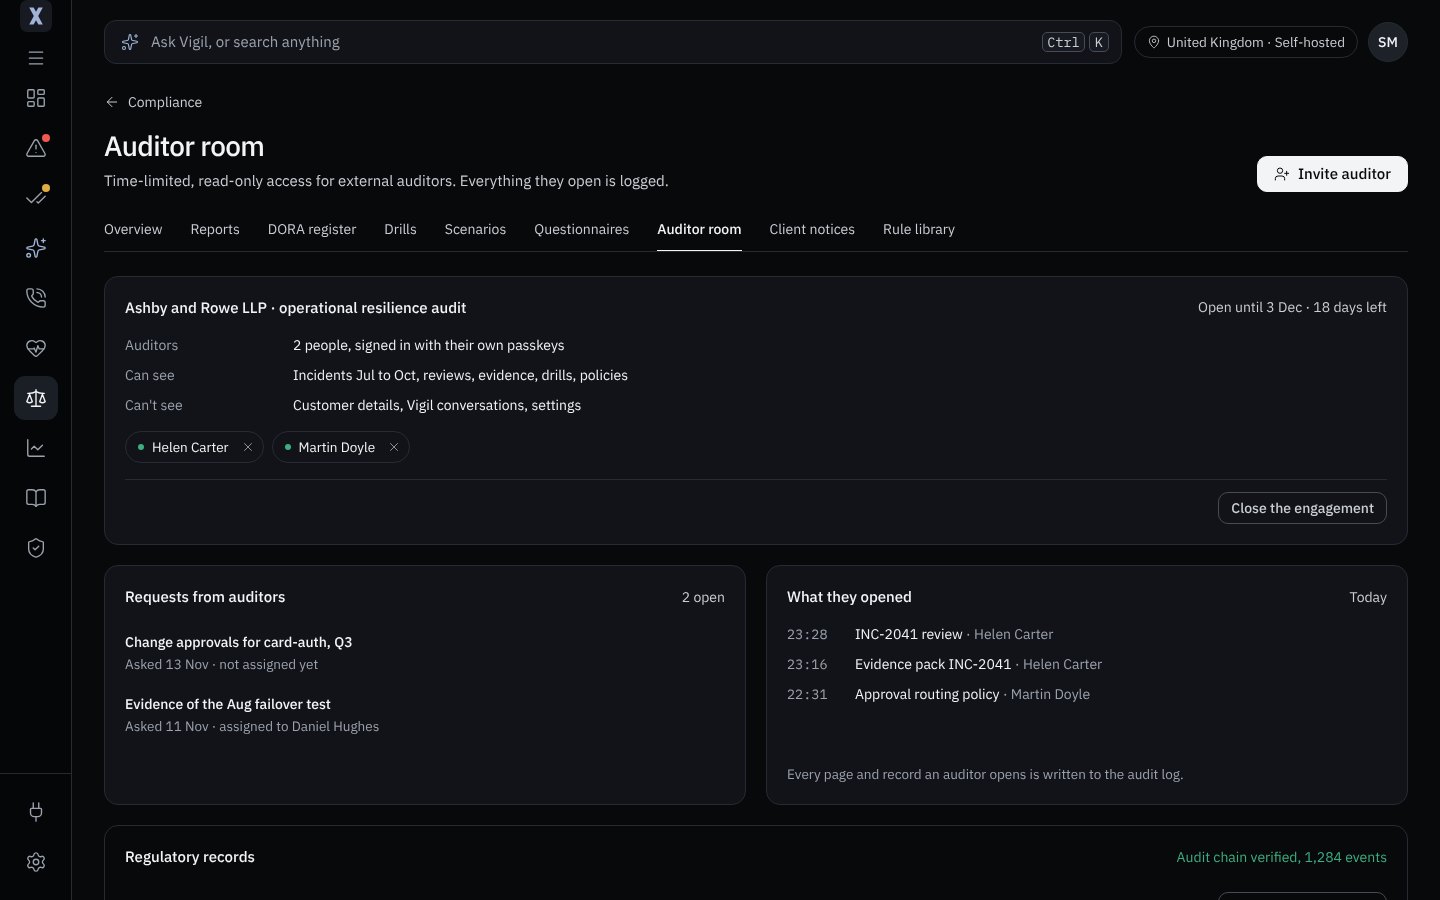 X
Ask Vigil, or search anything
Ctrl K
United Kingdom · Self-hosted
SM
Compliance
Auditor room
Time-limited, read-only access for external auditors. Everything they open is logged.
Invite auditor
Overview Reports DORA register Drills Scenarios Questionnaires Auditor room Client notices Rule library
Ashby and Rowe LLP · operational resilience audit
Open until 3 Dec · 18 days left
Auditors 2 people, signed in with their own passkeys
Can see Incidents Jul to Oct, reviews, evidence, drills, policies
Can't see Customer details, Vigil conversations, settings
Helen Carter Martin Doyle
Close the engagement
Requests from auditors 2 open
Change approvals for card-auth, Q3
Asked 13 Nov · not assigned yet
Evidence of the Aug failover test
Asked 11 Nov · assigned to Daniel Hughes
What they opened Today
23:28 INC-2041 review · Helen Carter
23:16 Evidence pack INC-2041 · Helen Carter
22:31 Approval routing policy · Martin Doyle
Every page and record an auditor opens is written to the audit log.
Regulatory records Audit chain verified, 1,284 events